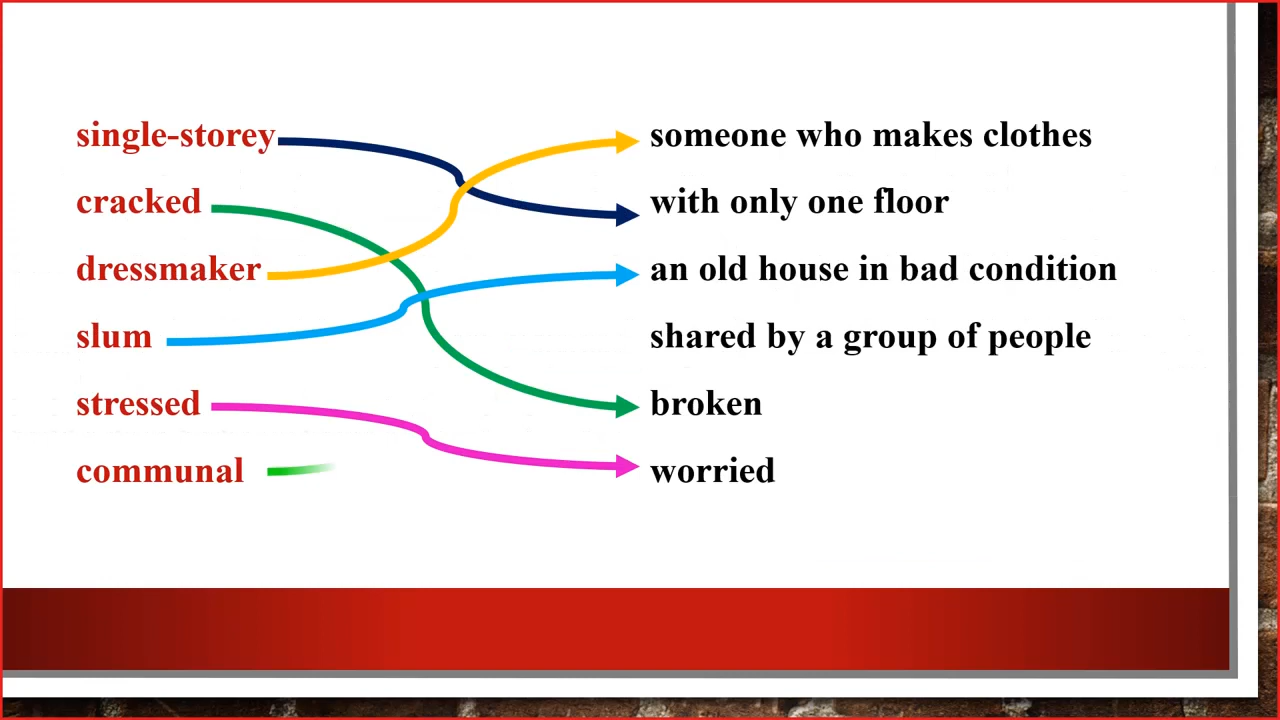 single-storey someone who makes clothes
cracked with only one floor
dressmaker an old house in bad condition
slum shared by a group of people
stressed broken
communal worried